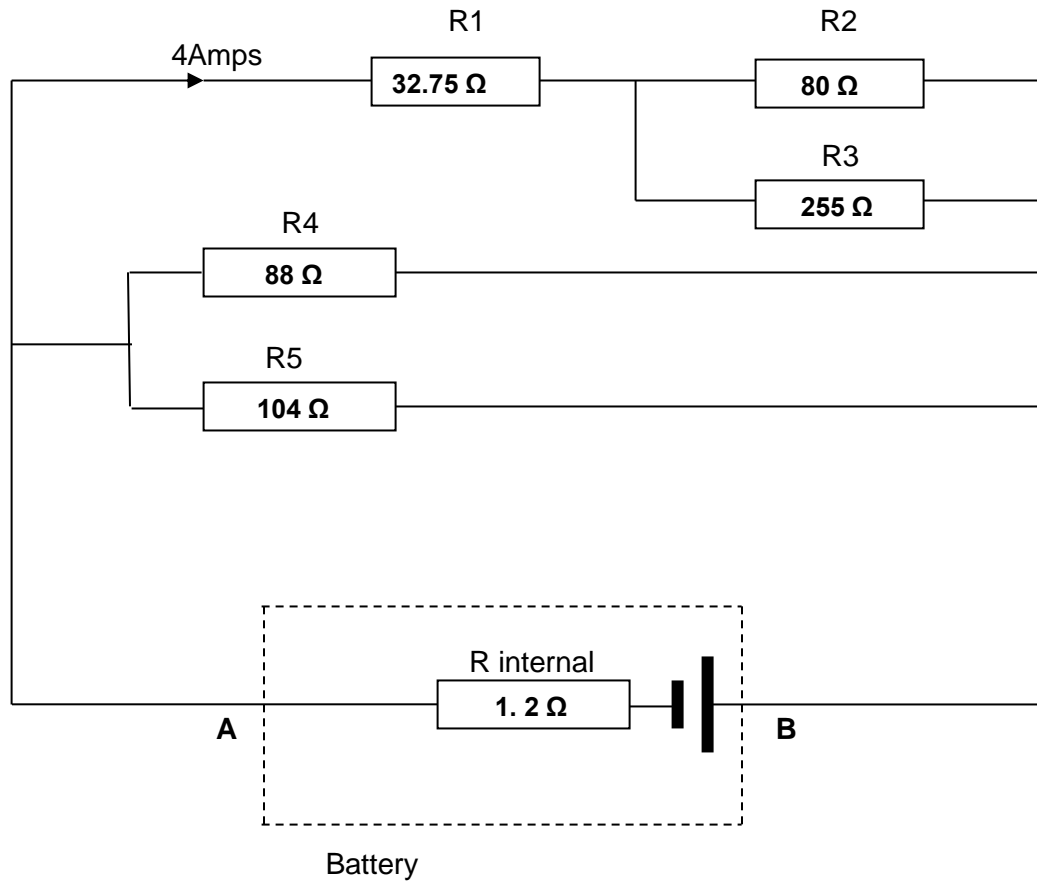 R1
R2
4Amps
32.75 Ω
80 Ω
R3
255 Ω
R4
88 Ω
R5
104 Ω
R internal
1. 2 Ω
A
B
Battery